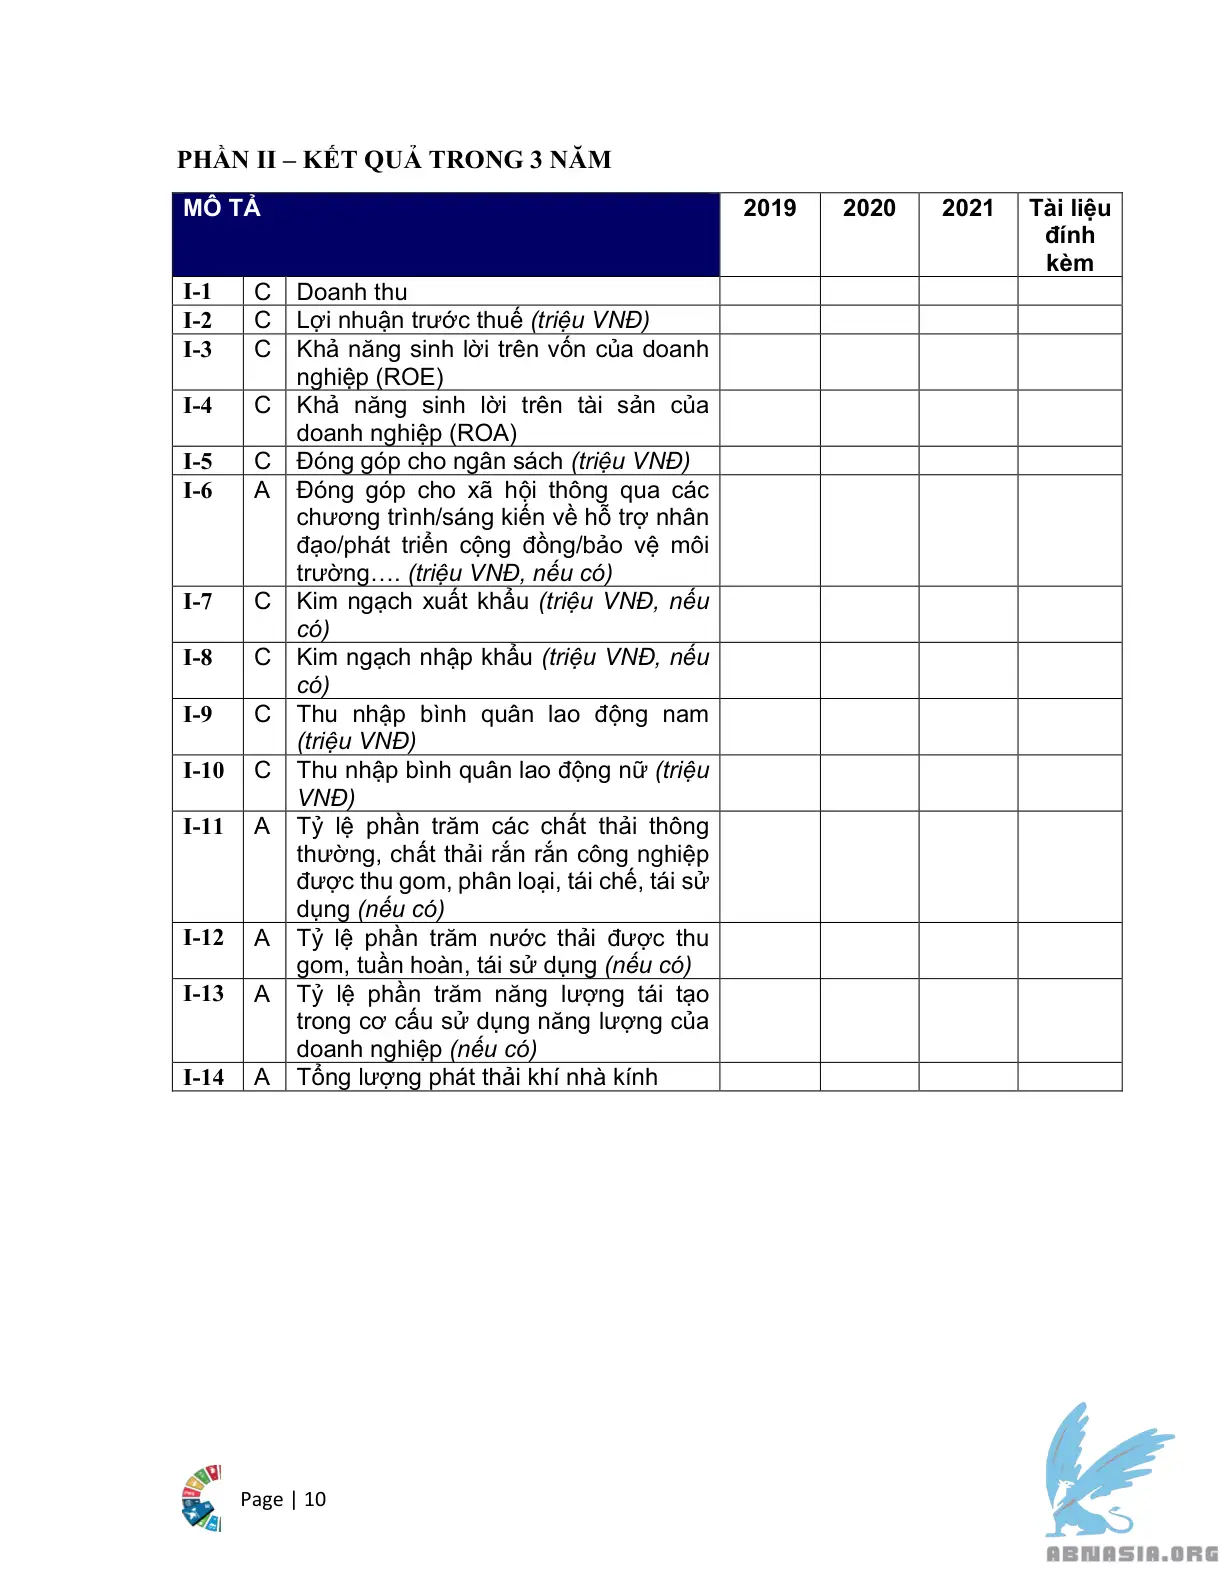 PHẦN II – KẾT QUẢ TRONG 3 NĂM
MÔ TẢ 2019 2020 2021 Tài liệu
đính
kèm
I-1 C Doanh thu
I-2 C Lợi nhuận trước thuế (triệu VNĐ)
I-3 C Khả năng sinh lời trên vốn của doanh
nghiệp (ROE)
I-4 C Khả năng sinh lời trên tài sản của
doanh nghiệp (ROA)
I-5 C Đóng góp cho ngân sách (triệu VNĐ)
I-6 A Đóng góp cho xã hội thông qua các
chương trình/sáng kiến về hỗ trợ nhân
đạo/phát triển cộng đồng/bảo vệ môi
trường…. (triệu VNĐ, nếu có)
I-7 C Kim ngạch xuất khẩu (triệu VNĐ, nếu
có)
I-8 C Kim ngạch nhập khẩu (triệu VNĐ, nếu
có)
I-9 C Thu nhập bình quân lao động nam
(triệu VNĐ)
I-10 C Thu nhập bình quân lao động nữ (triệu
VNĐ)
I-11 A Tỷ lệ phần trăm các chất thải thông
thường, chất thải rắn rắn công nghiệp
được thu gom, phân loại, tái chế, tái sử
dụng (nếu có)
I-12 A Tỷ lệ phần trăm nước thải được thu
gom, tuần hoàn, tái sử dụng (nếu có)
I-13 A Tỷ lệ phần trăm năng lượng tái tạo
trong cơ cấu sử dụng năng lượng của
doanh nghiệp (nếu có)
I-14 A Tổng lượng phát thải khí nhà kính
Page | 10
ABNASIA.ORG